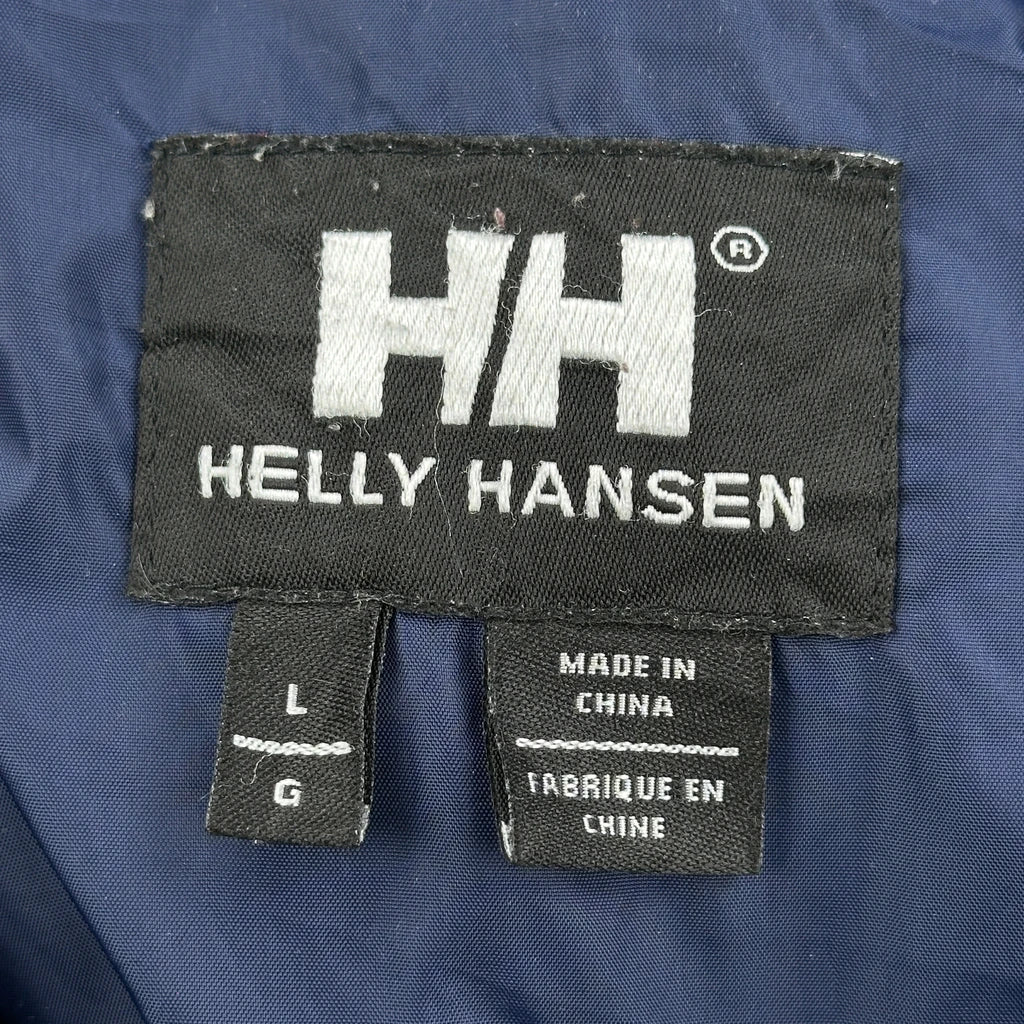 HH®
HELLY HANSEN
L
G
MADE IN
CHINA
FABRIQUE EN
CHINE